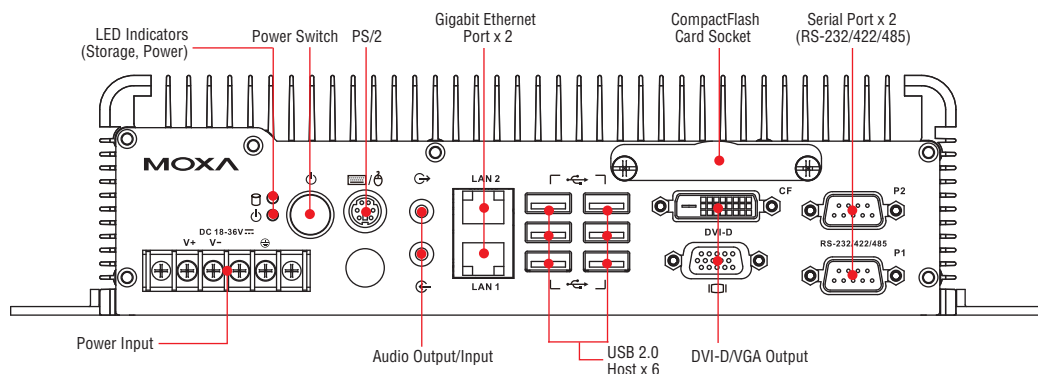 LED Indicators
(Storage, Power)
Power Switch
PS/2
Gigabit Ethernet
Port x 2
CompactFlash
Card Socket
Serial Port x 2
(RS-232/422/485)
MOXA
LAN 2
CF
P2
DC 18-36V
V+ V−
DVI-D
RS-232/422/485
P1
LAN 1
Power Input
Audio Output/Input
USB 2.0
Host x 6
DVI-D/VGA Output